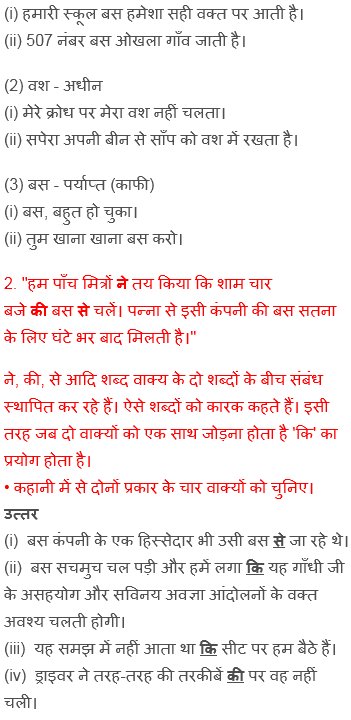 (i) हमारी स्कूल बस हमेशा सही वक्त पर आती है।
(ii) 507 नंबर बस ओखला गाँव जाती है।
(2) वश - अधीन
(i) मेरे क्रोध पर मेरा वश नहीं चलता।
(ii) सपेरा अपनी बीन से साँप को वश में रखता है।
(3) बस - पर्याप्त (काफी)
(i) बस, बहुत हो चुका।
(ii) तुम खाना खाना बस करो।
2. "हम पाँच मित्रों ने तय किया कि शाम चार
बजे की बस से चलें। पन्ना से इसी कंपनी की बस सतना
के लिए घंटे भर बाद मिलती है।"
ने, की, से आदि शब्द वाक्य के दो शब्दों के बीच संबंध
स्थापित कर रहे हैं। ऐसे शब्दों को कारक कहते हैं। इसी
तरह जब दो वाक्यों को एक साथ जोड़ना होता है 'कि' का
प्रयोग होता है।
• कहानी में से दोनों प्रकार के चार वाक्यों को चुनिए।
उत्तर
(i) बस कंपनी के एक हिस्सेदार भी उसी बस से जा रहे थे।
(ii) बस सचमुच चल पड़ी और हमें लगा कि यह गाँधी जी
के असहयोग और सविनय अवज्ञा आंदोलनों के वक्त
अवश्य चलती होगी।
(iii) यह समझ में नहीं आता था कि सीट पर हम बैठे हैं।
(iv) ड्राइवर ने तरह-तरह की तरकीबें की पर वह नहीं
चली।